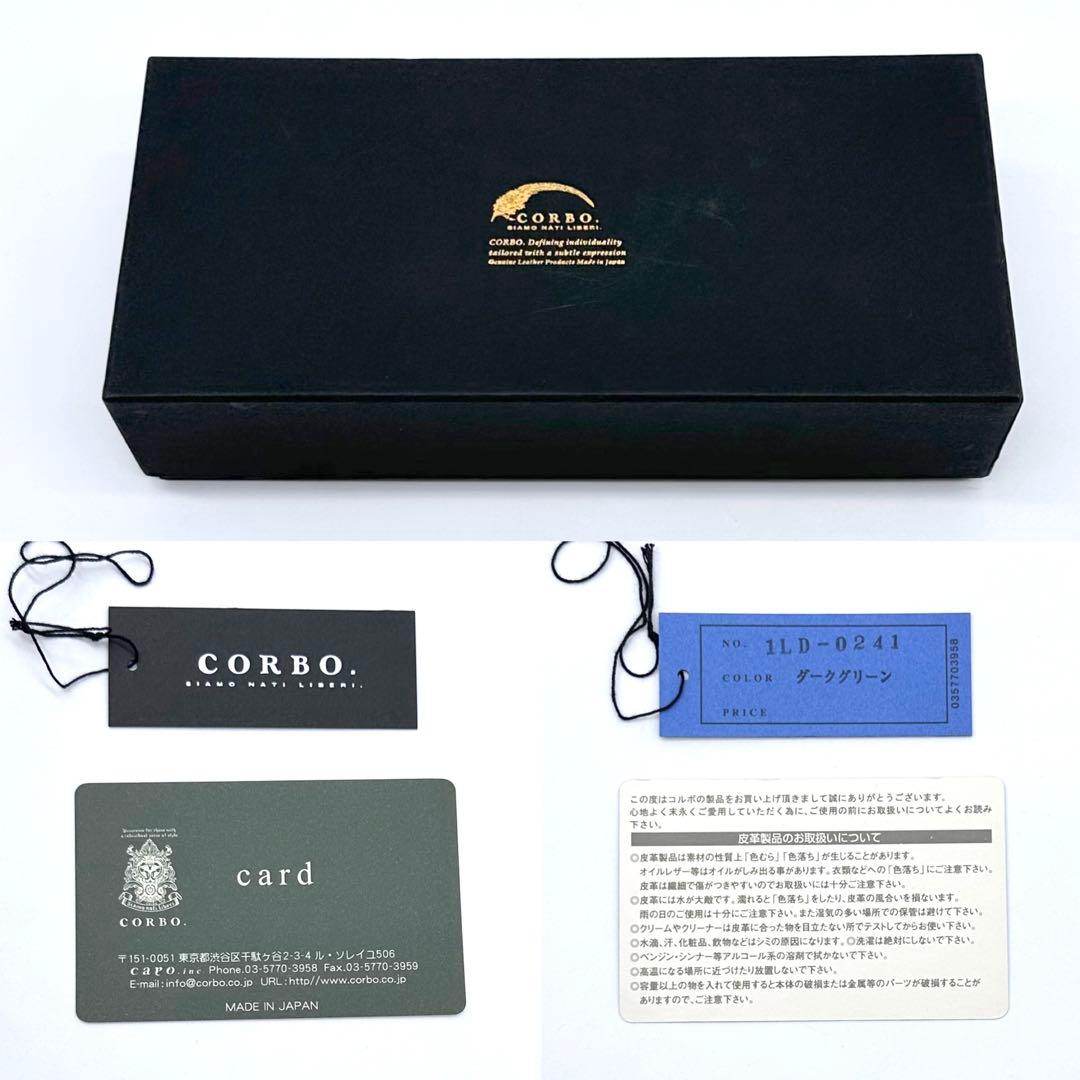 CORBO.
SIAMO NATI LIBERI.
CORBO. Defining individuality
tailored with a subtle expression
Genuine Leather Products Made in Japan
CORBO.
SIAMO NATI LIBERI.
NO. 1LD-0241
COLOR ダークグリーン
PRICE
0357703958
card
SIAMO NATI LIBERI
CORBO.
〒151-0051 東京都渋谷区千駄ヶ谷2-3-4 ル・ソレイユ506
caro.inc Phone.03-5770-3958 Fax.03-5770-3959
E-mail:info@corbo.co.jp URL:http//www.corbo.co.jp
MADE IN JAPAN
この度はコルボの製品をお買い上げ頂きまして誠にありがとうございます。
心地よく末永くご愛用していただく為に、ご使用の前にお取扱いについてよくお読み
下さい。
皮革製品のお取扱いについて
◎皮革製品は素材の性質上「色むら」「色落ち」が生じることがあります。
オイルレザー等はオイルがしみ出る事があります。衣類などへの「色落ち」にご注意下さい。
皮革は繊細で傷がつきやすいのでお取扱いには十分ご注意下さい。
◎皮革には水が大敵です。濡れると「色落ち」をしたり、皮革の風合いを損ないます。
雨の日のご使用は十分にご注意下さい。また湿気の多い場所での保管は避けて下さい。
◎クリームやクリーナーは皮革に合った物を目立たない所でテストしてからお使い下さい。
◎水滴、汗、化粧品、飲物などはシミの原因になります。◎洗濯は絶対にしないで下さい。
◎ベンジン・シンナー等アルコール系の溶剤で拭かないで下さい。
◎高温になる場所に近づけたり放置しないで下さい。
◎容量以上の物を入れて使用すると本体の破損または金属等のパーツが破損することが
ありますので、ご注意下さい。